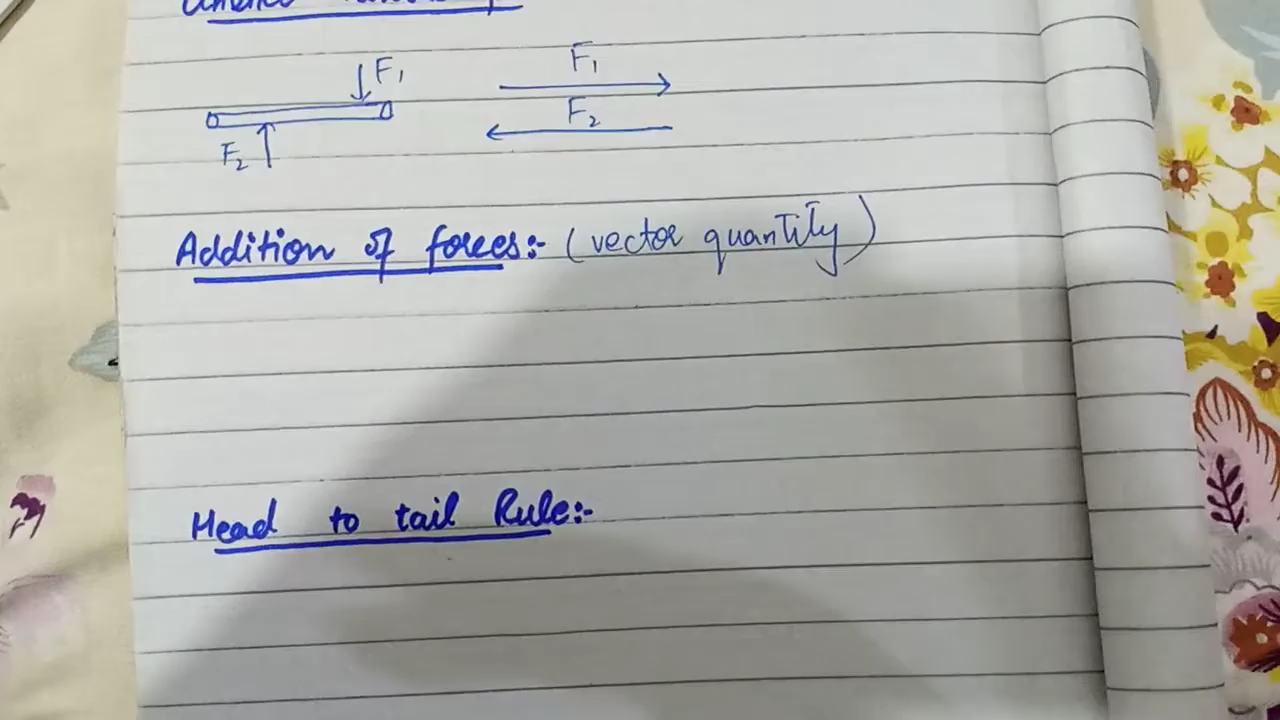 F₁
F₂
F₁
F₂
Addition of forces:- (vector quantity)
Head to tail Rule:-